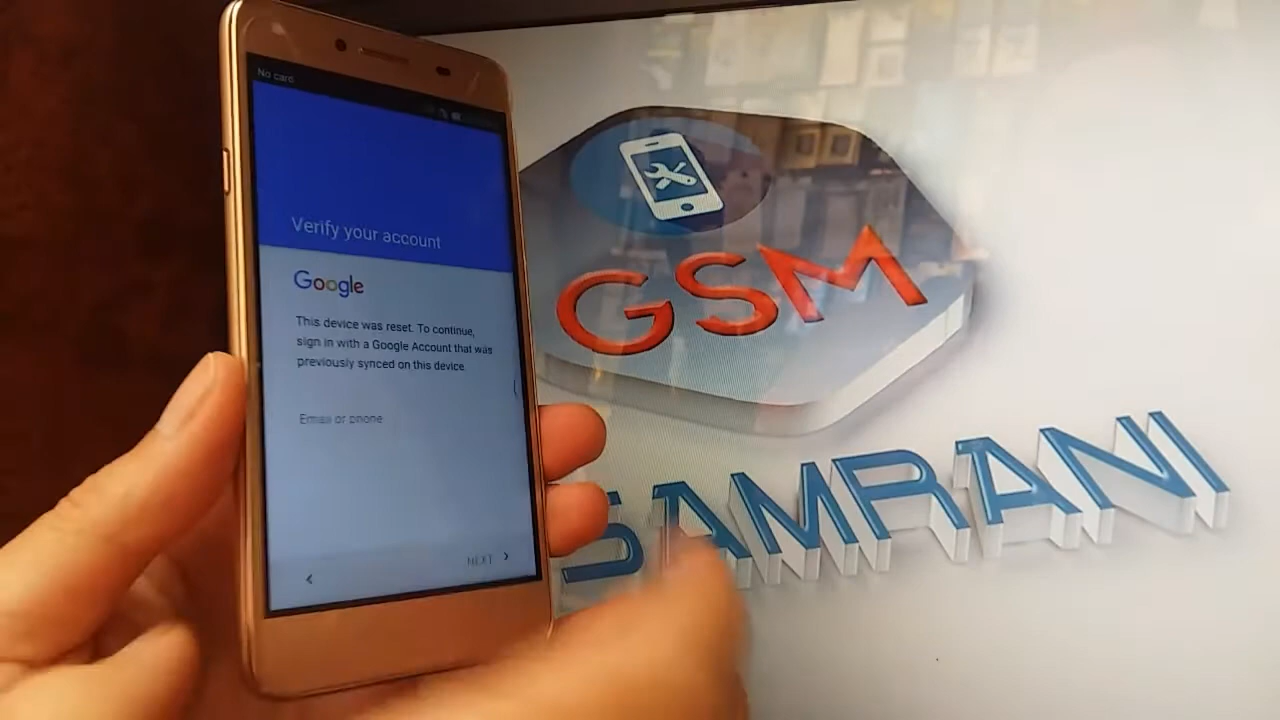 No card
Verify your account
Google
This device was reset. To continue,
sign in with a Google Account that was
previously synced on this device.
Email or phone
NEXT
GSM
SAMRANI